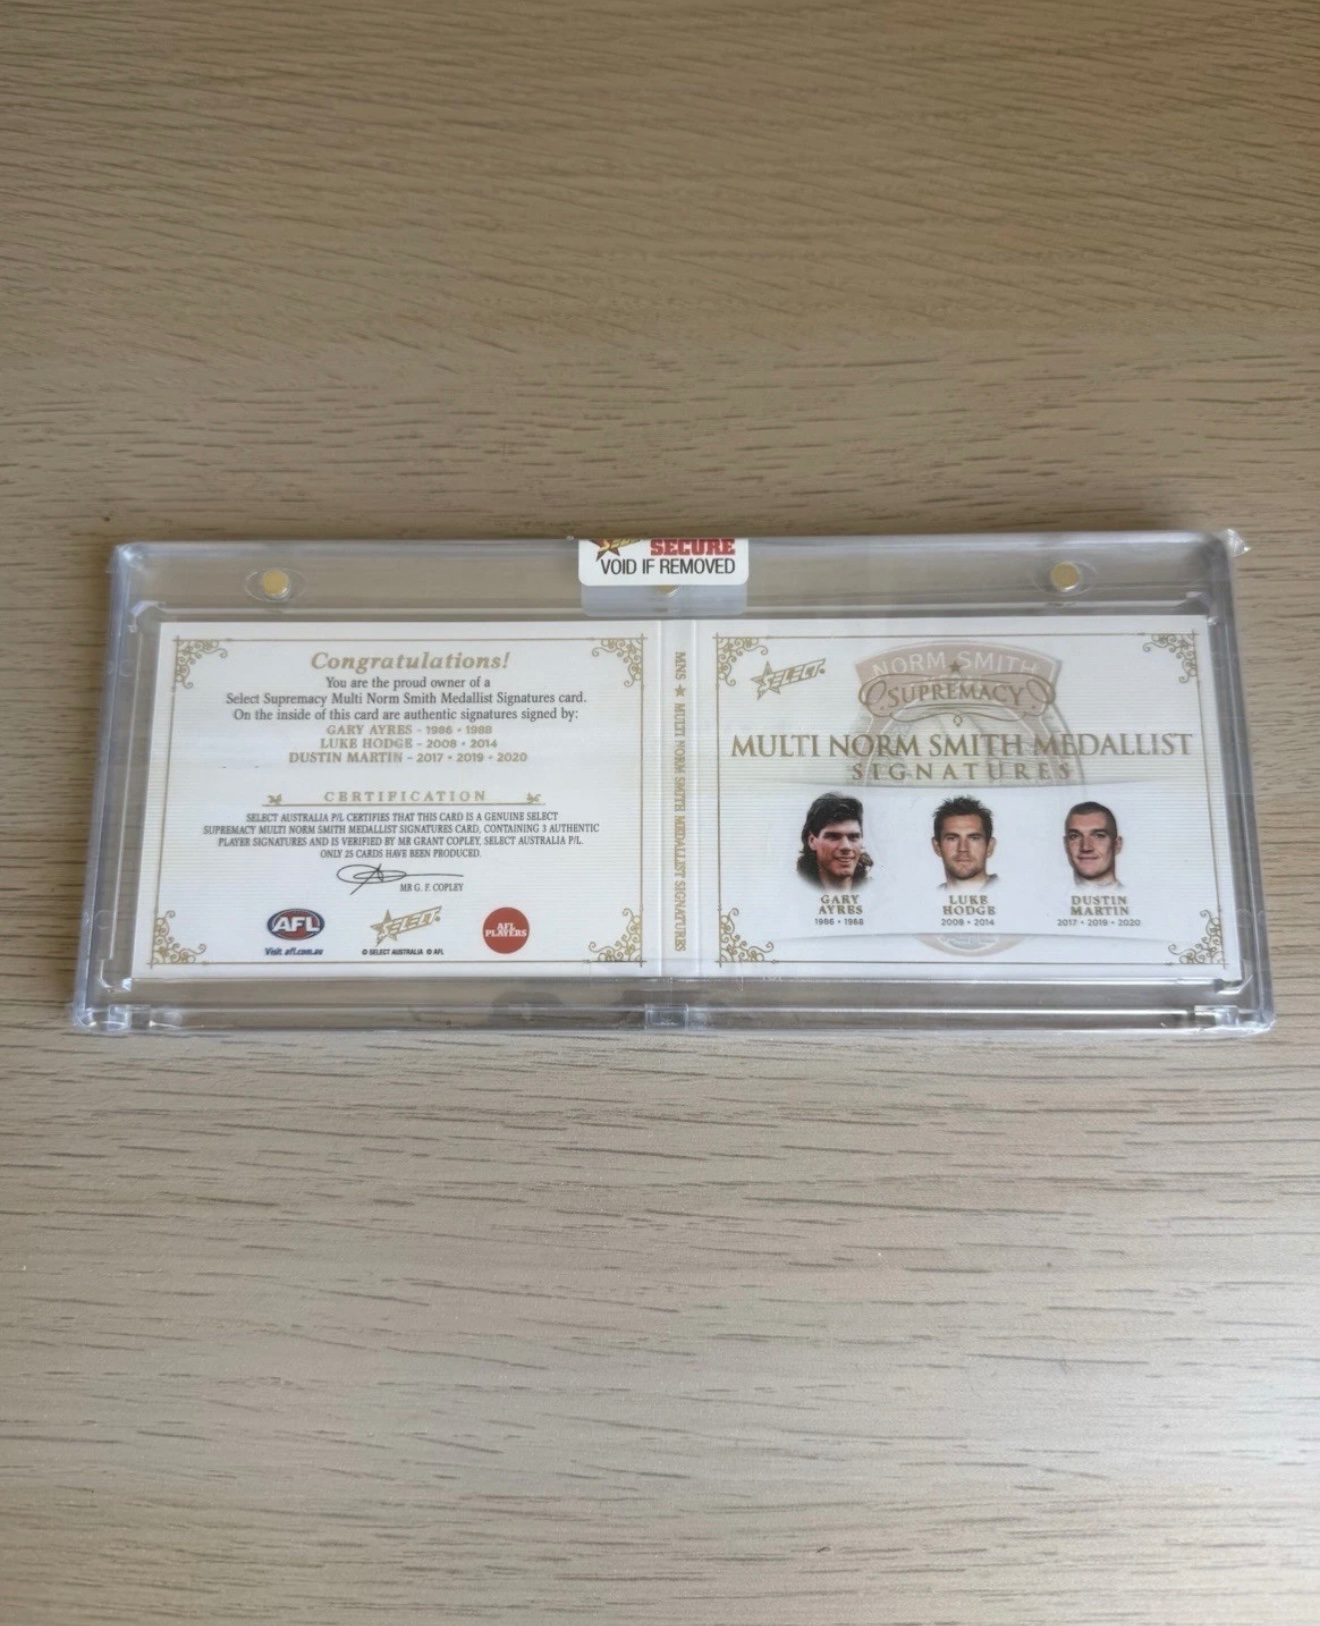 SELECT SECURE
VOID IF REMOVED
Congratulations!
You are the proud owner of a
Select Supremacy Multi Norm Smith Medallist Signatures card.
On the inside of this card are authentic signatures signed by:
GARY AYRES - 1986 • 1988
LUKE HODGE - 2008 • 2014
DUSTIN MARTIN - 2017 • 2019 • 2020
CERTIFICATION
SELECT AUSTRALIA P/L CERTIFIES THAT THIS CARD IS A GENUINE SELECT
SUPREMACY MULTI NORM SMITH MEDALLIST SIGNATURES CARD, CONTAINING 3 AUTHENTIC
PLAYER SIGNATURES AND IS VERIFIED BY MR GRANT COPLEY, SELECT AUSTRALIA P/L.
ONLY 25 CARDS HAVE BEEN PRODUCED.
MR G. F. COPLEY
AFL
Visit afl.com.au
SELECT
© SELECT AUSTRALIA © AFL
AFL
PLAYERS
MNS ★ MULTI NORM SMITH MEDALLIST SIGNATURES
SELECT
NORM SMITH
SUPREMACY
MULTI NORM SMITH MEDALLIST
SIGNATURES
GARY
AYRES
1986 • 1988
LUKE
HODGE
2008 • 2014
DUSTIN
MARTIN
2017 • 2019 • 2020